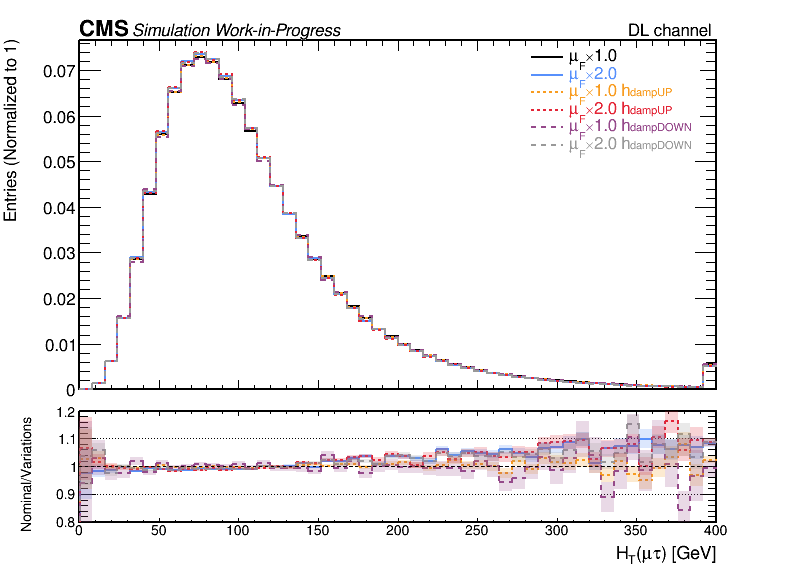 CMS Simulation Work-in-Progress DL channel
Entries (Normalized to 1)
0.07
0.06
0.05
0.04
0.03
0.02
0.01
0
μF×1.0
μF×2.0
μF×1.0 hdampUP
μF×2.0 hdampUP
μF×1.0 hdampDOWN
μF×2.0 hdampDOWN
Nominal/Variations
1.2
1.1
1
0.9
0.8
0 50 100 150 200 250 300 350 400
HT(μτ) [GeV]